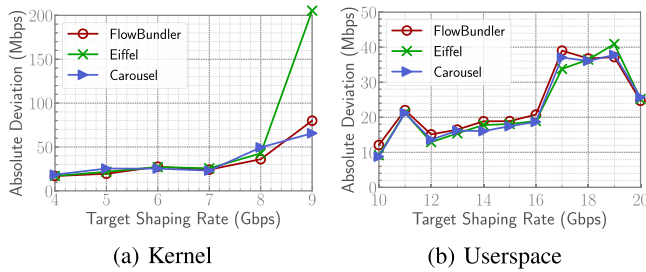 Absolute Deviation (Mbps)
200
150
100
50
0
FlowBundler
Eiffel
Carousel
4 5 6 7 8 9
Target Shaping Rate (Gbps)
(a) Kernel
Absolute Deviation (Mbps)
50
40
30
20
10
0
FlowBundler
Eiffel
Carousel
10 12 14 16 18 20
Target Shaping Rate (Gbps)
(b) Userspace